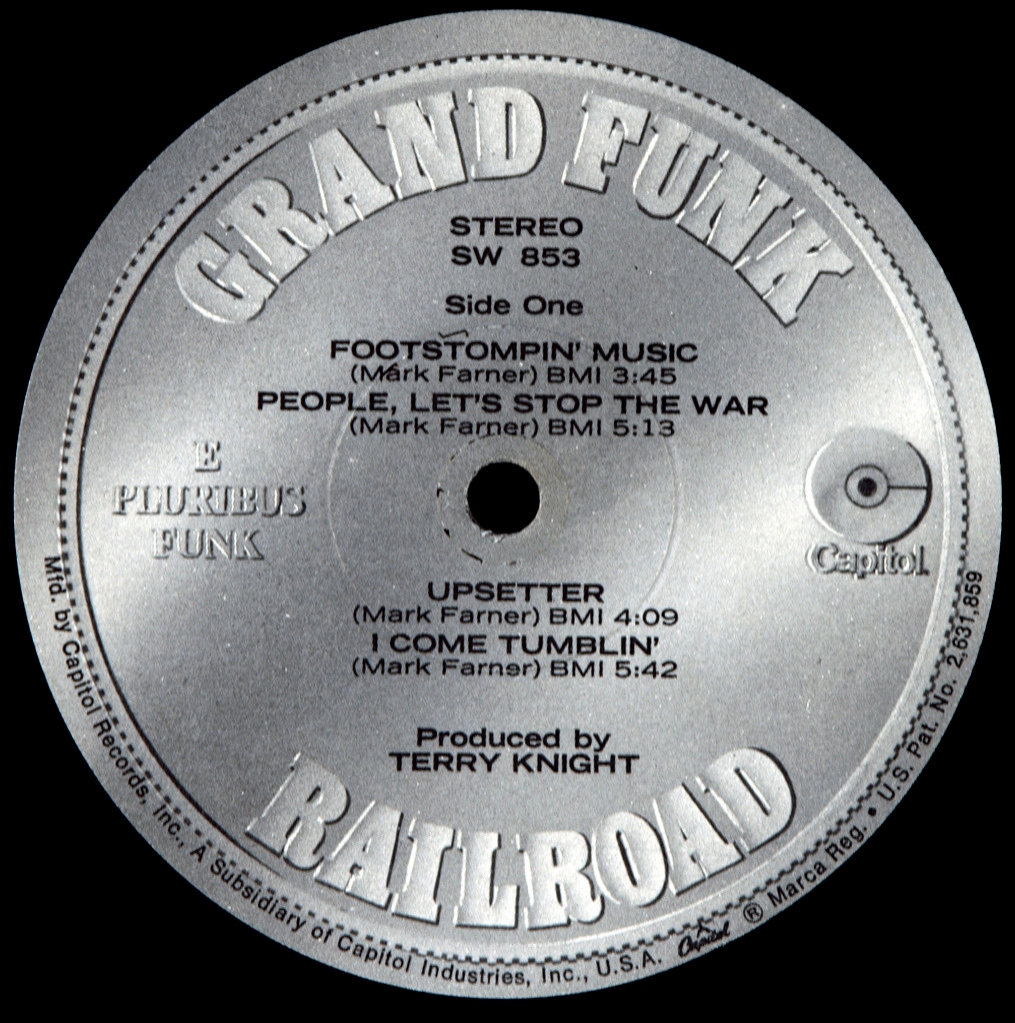 GRAND FUNK
STEREO
SW 853
Side One
FOOTSTOMPIN' MUSIC
(Mark Farner) BMI 3:45
PEOPLE, LET'S STOP THE WAR
(Mark Farner) BMI 5:13
E
PLURIBUS
FUNK
Capitol
UPSETTER
(Mark Farner) BMI 4:09
I COME TUMBLIN'
(Mark Farner) BMI 5:42
Produced by
TERRY KNIGHT
RAILROAD
Mfd. by Capitol Records, Inc., A Subsidiary of Capitol Industries, Inc., U.S.A. Capitol ® Marca Reg. • U.S. Pat. No. 2,631,859